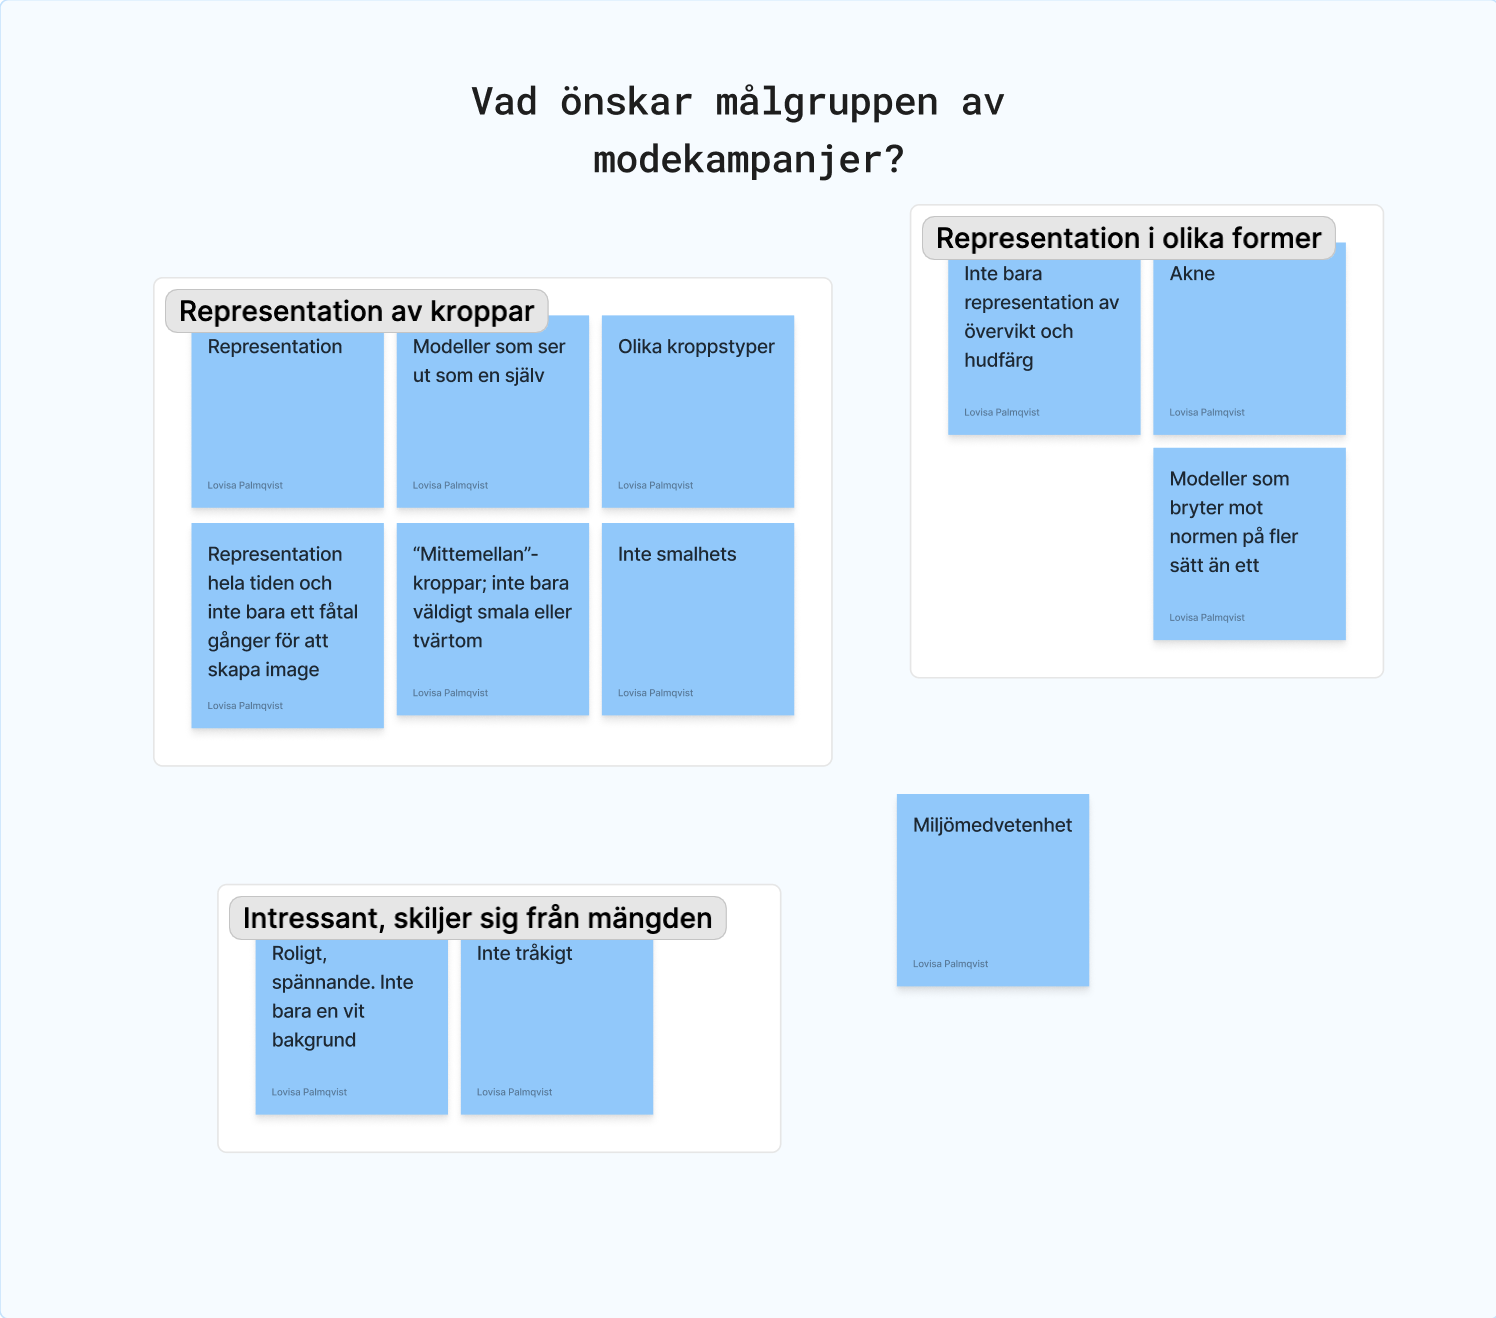 Vad önskar målgruppen av
modekampanjer?
Representation av kroppar
Representation
Lovisa Palmqvist
Modeller som ser
ut som en själv
Lovisa Palmqvist
Olika kroppstyper
Lovisa Palmqvist
Representation
hela tiden och
inte bara ett fåtal
gånger för att
skapa image
Lovisa Palmqvist
“Mittemellan”-
kroppar; inte bara
väldigt smala eller
tvärtom
Lovisa Palmqvist
Inte smalhets
Lovisa Palmqvist
Representation i olika former
Inte bara
representation av
övervikt och
hudfärg
Lovisa Palmqvist
Akne
Lovisa Palmqvist
Modeller som
bryter mot
normen på fler
sätt än ett
Lovisa Palmqvist
Miljömedvetenhet
Lovisa Palmqvist
Intressant, skiljer sig från mängden
Roligt,
spännande. Inte
bara en vit
bakgrund
Lovisa Palmqvist
Inte tråkigt
Lovisa Palmqvist